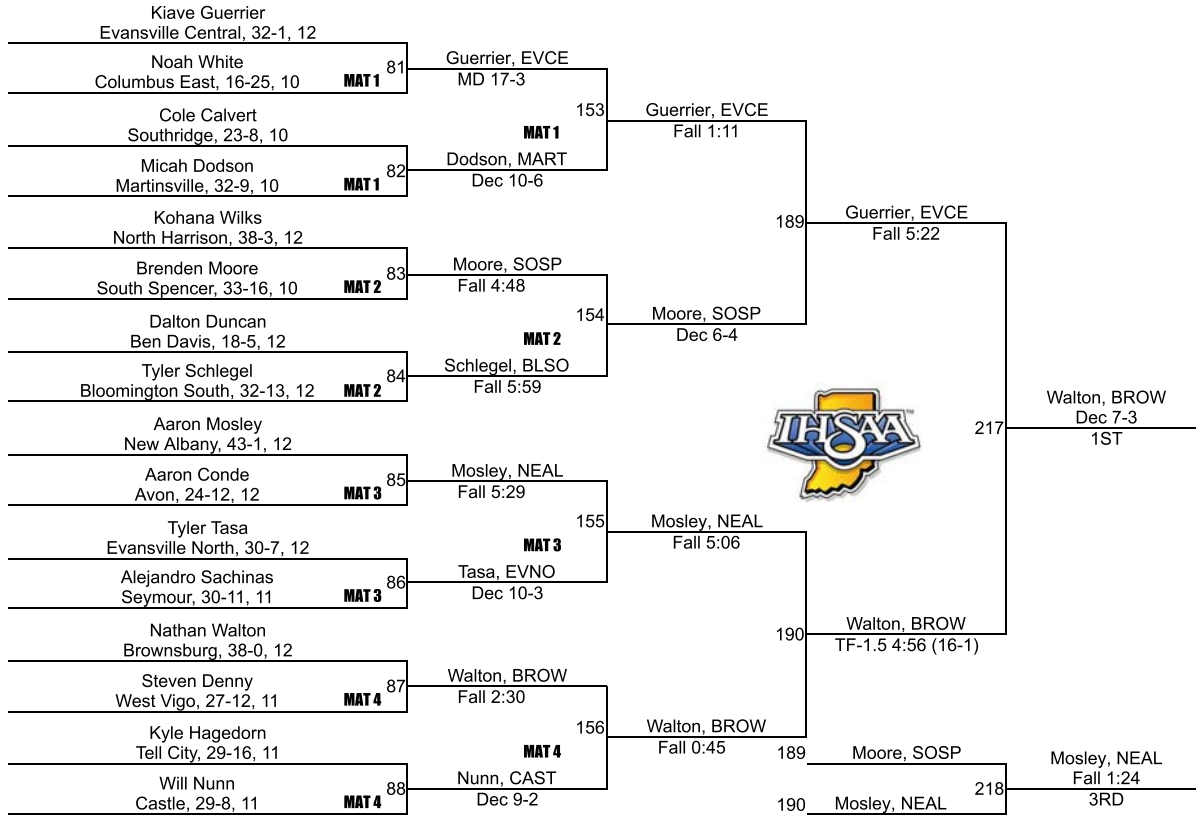 Kiave Guerrier
Evansville Central, 32-1, 12
Noah White
Columbus East, 16-25, 10
MAT 1
81
Cole Calvert
Southridge, 23-8, 10
Micah Dodson
Martinsville, 32-9, 10
MAT 1
82
Kohana Wilks
North Harrison, 38-3, 12
Brenden Moore
South Spencer, 33-16, 10
MAT 2
83
Dalton Duncan
Ben Davis, 18-5, 12
Tyler Schlegel
Bloomington South, 32-13, 12
MAT 2
84
Aaron Mosley
New Albany, 43-1, 12
Aaron Conde
Avon, 24-12, 12
MAT 3
85
Tyler Tasa
Evansville North, 30-7, 12
Alejandro Sachinas
Seymour, 30-11, 11
MAT 3
86
Nathan Walton
Brownsburg, 38-0, 12
Steven Denny
West Vigo, 27-12, 11
MAT 4
87
Kyle Hagedorn
Tell City, 29-16, 11
Will Nunn
Castle, 29-8, 11
MAT 4
88
Guerrier, EVCE
MD 17-3
153
MAT 1
Dodson, MART
Dec 10-6
Moore, SOSP
Fall 4:48
154
MAT 2
Schlegel, BLSO
Fall 5:59
Mosley, NEAL
Fall 5:29
155
MAT 3
Tasa, EVNO
Dec 10-3
Walton, BROW
Fall 2:30
156
MAT 4
Nunn, CAST
Dec 9-2
Guerrier, EVCE
Fall 1:11
189
Moore, SOSP
Dec 6-4
Mosley, NEAL
Fall 5:06
190
Walton, BROW
Fall 0:45
Guerrier, EVCE
Fall 5:22
IHSAA™
217
Walton, BROW
TF-1.5 4:56 (16-1)
Walton, BROW
Dec 7-3
1ST
189
Moore, SOSP
190
Mosley, NEAL
218
Mosley, NEAL
Fall 1:24
3RD